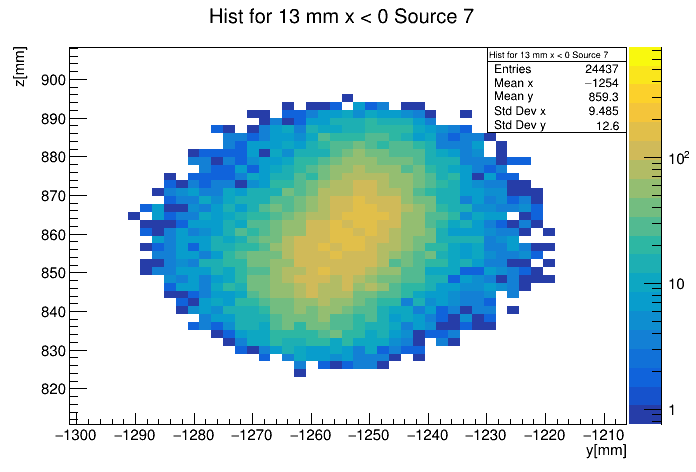 Hist for 13 mm x < 0 Source 7
z[mm]
Hist for 13 mm x < 0 Source 7
Entries 24437
Mean x −1254
Mean y 859.3
Std Dev x 9.485
Std Dev y 12.6
900
890
880
870
860
850
840
830
820
10²
10
1
−1300 −1290 −1280 −1270 −1260 −1250 −1240 −1230 −1220 −1210
y[mm]